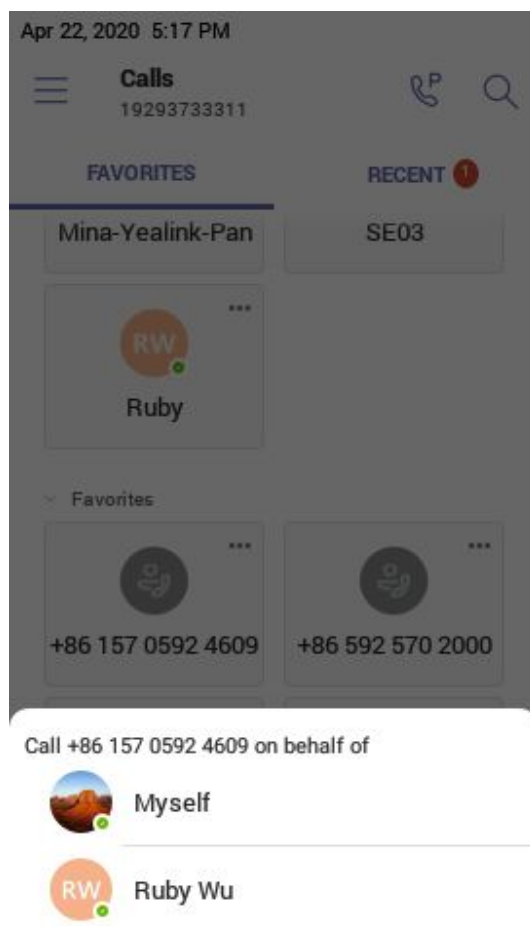 Apr 22, 2020 5:17 PM
Calls
19293733311
P
FAVORITES
RECENT 1
Mina-Yealink-Pan
SE03
RW
Ruby
Favorites
+86 157 0592 4609
+86 592 570 2000
Call +86 157 0592 4609 on behalf of
Myself
RW
Ruby Wu